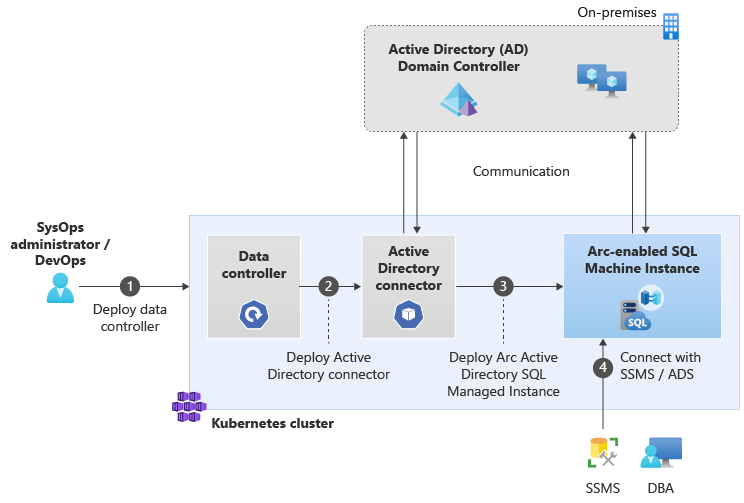 On-premises
Active Directory (AD)
Domain Controller
Communication
SysOps
administrator /
DevOps
1
Deploy data
controller
Data
controller
2
Deploy Active
Directory connector
Active
Directory
connector
3
Deploy Arc Active
Directory SQL
Managed Instance
Arc-enabled SQL
Machine Instance
SQL
4
Connect with
SSMS / ADS
Kubernetes cluster
SSMS
DBA